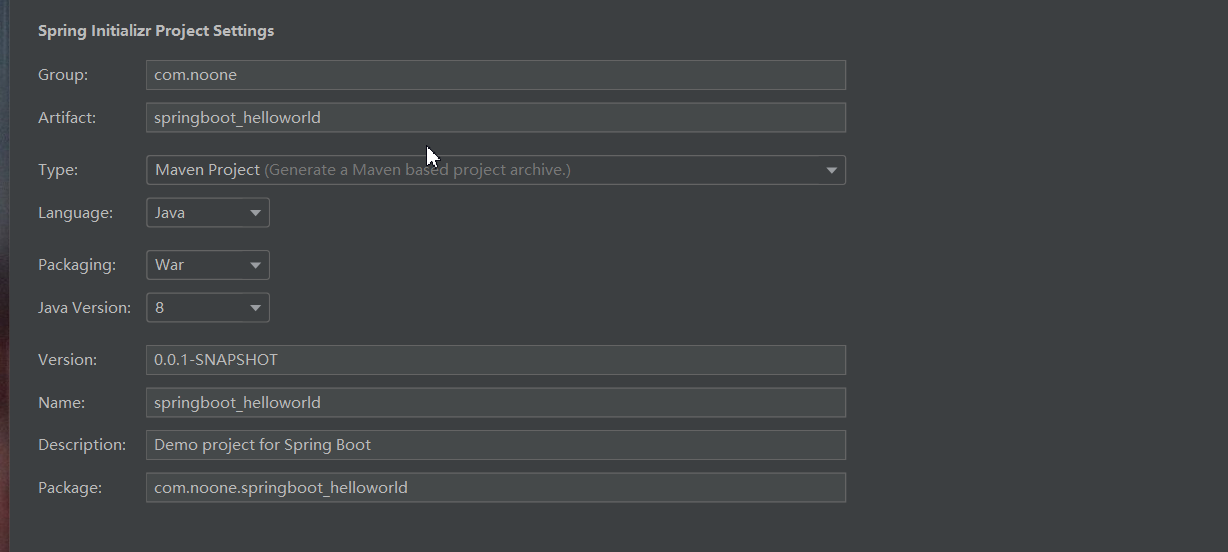 Spring Initializr Project Settings
Group: com.noone
Artifact: springboot_helloworld
Type: Maven Project (Generate a Maven based project archive.)
Language: Java
Packaging: War
Java Version: 8
Version: 0.0.1-SNAPSHOT
Name: springboot_helloworld
Description: Demo project for Spring Boot
Package: com.noone.springboot_helloworld